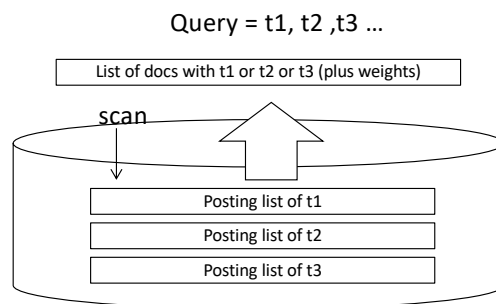 Query = t1, t2 ,t3 ...
List of docs with t1 or t2 or t3 (plus weights)
scan
Posting list of t1
Posting list of t2
Posting list of t3